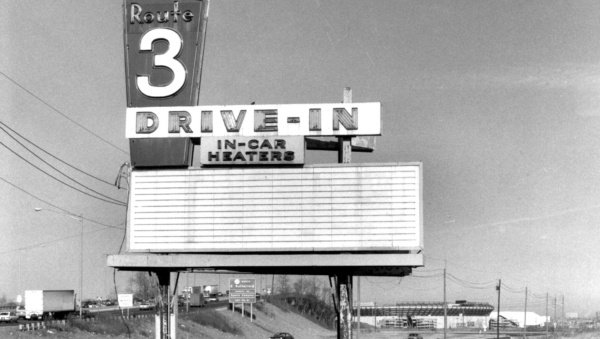 Route
3
DRIVE-IN
IN-CAR
HEATERS